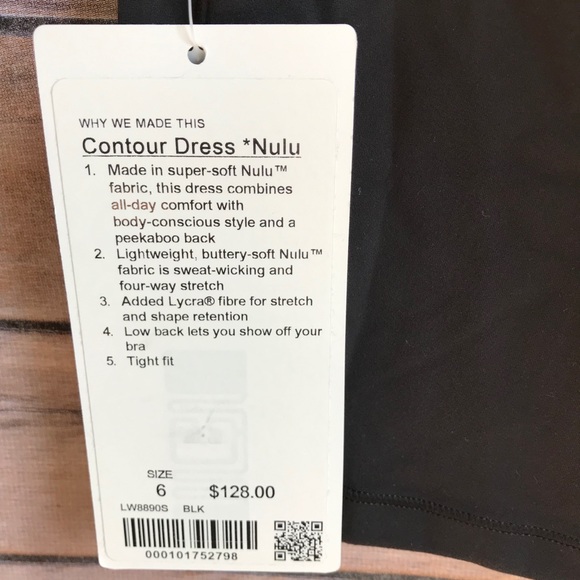 WHY WE MADE THIS
Contour Dress *Nulu
1. Made in super-soft Nulu™
fabric, this dress combines
all-day comfort with
body-conscious style and a
peekaboo back
2. Lightweight, buttery-soft Nulu™
fabric is sweat-wicking and
four-way stretch
3. Added Lycra® fibre for stretch
and shape retention
4. Low back lets you show off your
bra
5. Tight fit
SIZE
6 $128.00
LW8890S BLK
000101752798